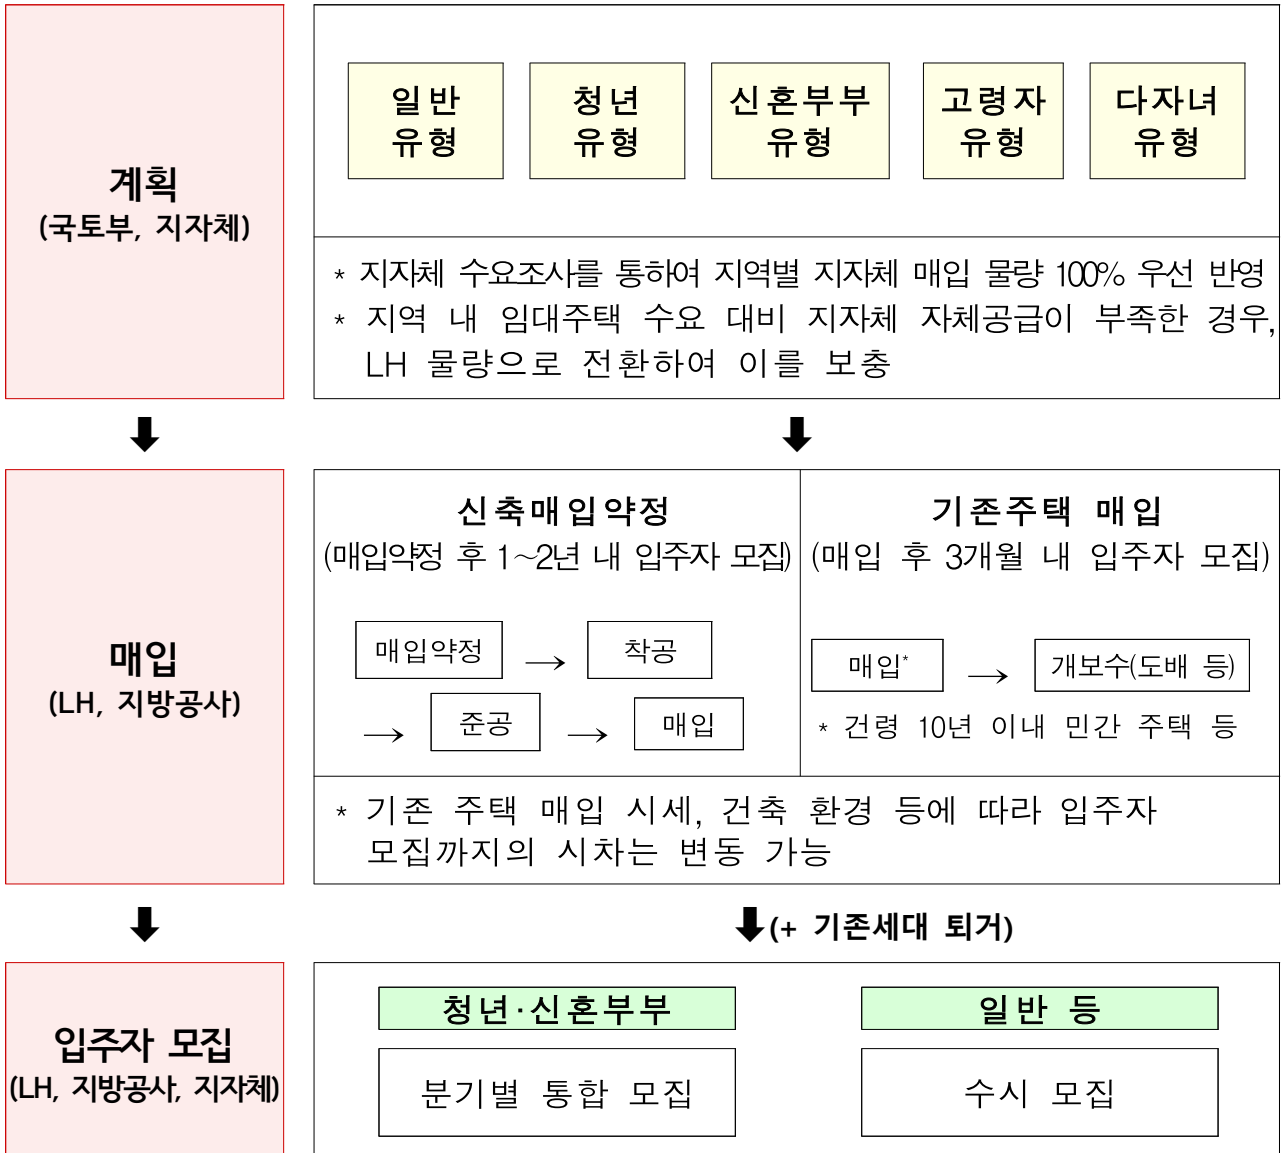 계획
(국토부, 지자체)
일반
유형
청년
유형
신혼부부
유형
고령자
유형
다자녀
유형
* 지자체 수요조사를 통하여 지역별 지자체 매입 물량 100% 우선 반영
* 지역 내 임대주택 수요 대비 지자체 자체공급이 부족한 경우,
LH 물량으로 전환하여 이를 보충
매입
(LH, 지방공사)
신축매입약정
(매입약정 후 1~2년 내 입주자 모집)
매입약정 → 착공
→ 준공 → 매입
기존주택 매입
(매입 후 3개월 내 입주자 모집)
매입* → 개보수(도배 등)
* 건령 10년 이내 민간 주택 등
* 기존 주택 매입 시세, 건축 환경 등에 따라 입주자
모집까지의 시차는 변동 가능
(+ 기존세대 퇴거)
입주자 모집
(LH, 지방공사, 지자체)
청년·신혼부부
분기별 통합 모집
일반 등
수시 모집